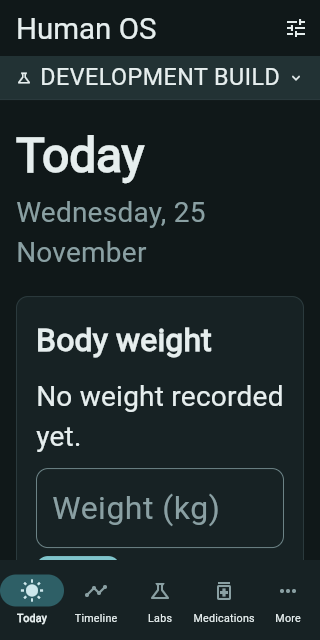 Human OS
DEVELOPMENT BUILD
Today
Wednesday, 25
November
Body weight
No weight recorded
yet.
Weight (kg)
Today
Timeline
Labs
Medications
More